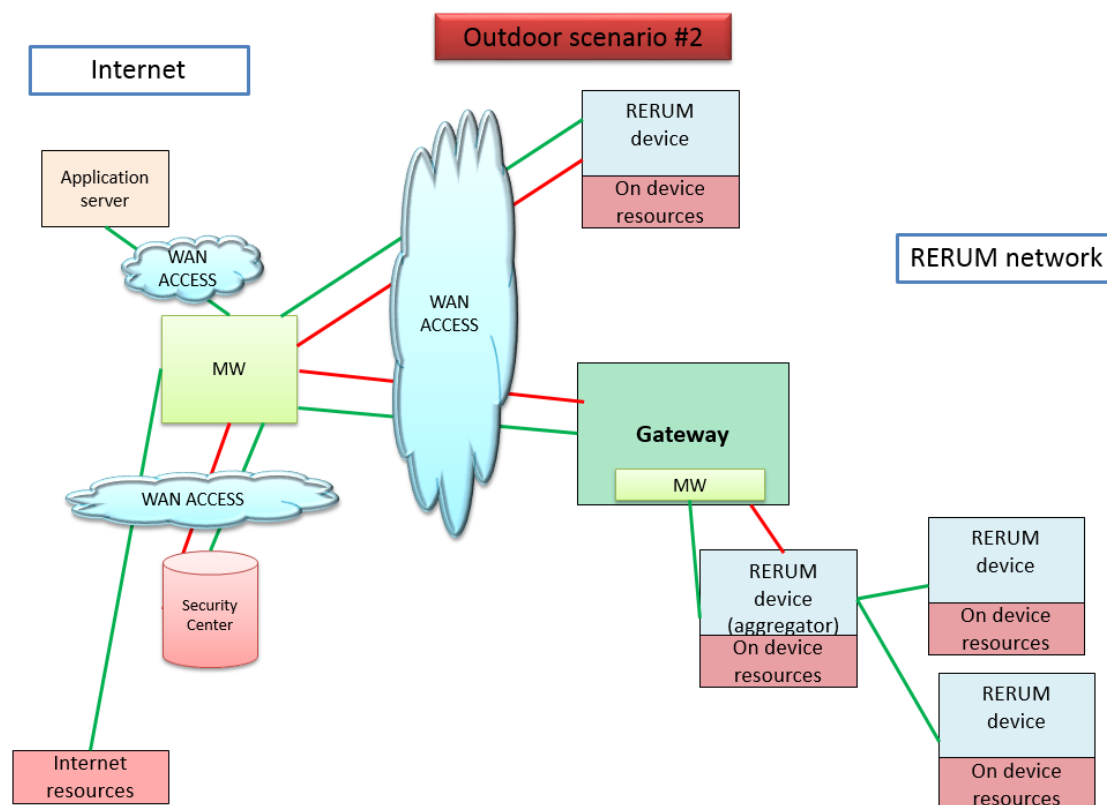 Outdoor scenario #2
Internet
RERUM
device
On device
resources
Application
server
WAN
ACCESS
RERUM network
WAN
ACCESS
MW
Gateway
MW
WAN ACCESS
RERUM
device
On device
resources
RERUM
device
(aggregator)
On device
resources
Security
Center
RERUM
device
On device
resources
Internet
resources